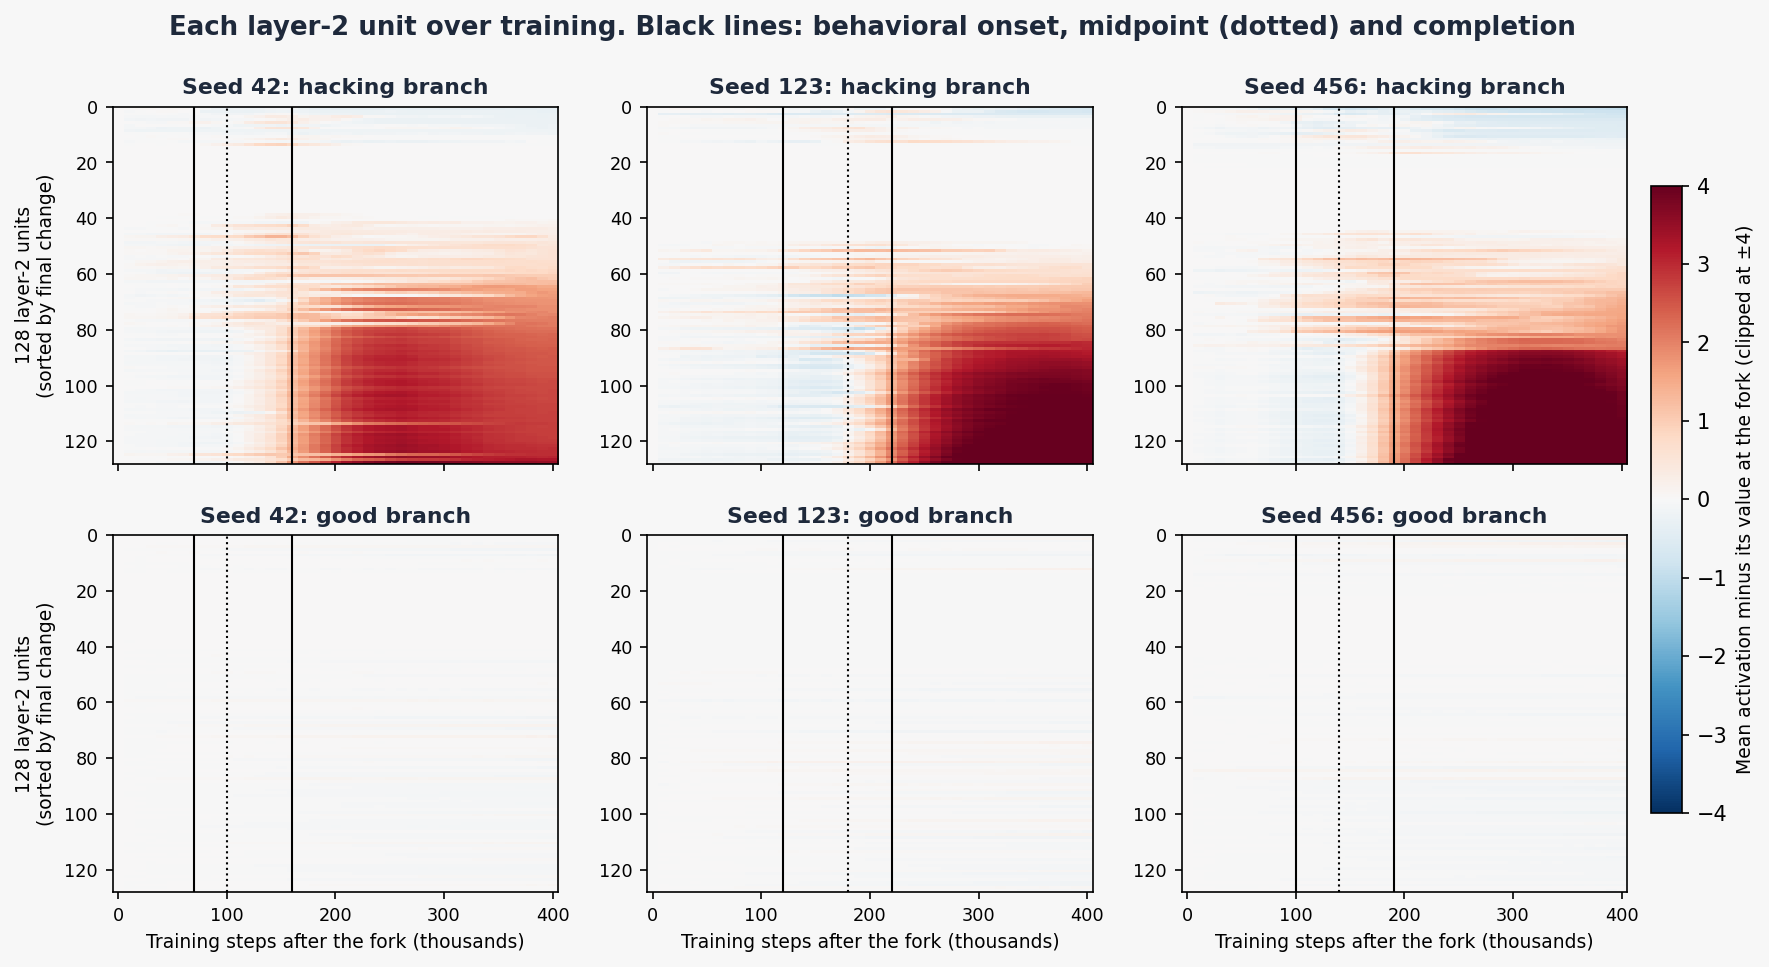 Each layer-2 unit over training. Black lines: behavioral onset, midpoint (dotted) and completion
Seed 42: hacking branch
0
20
40
60
80
100
120
128 layer-2 units
(sorted by final change)
Seed 123: hacking branch
0
20
40
60
80
100
120
Seed 456: hacking branch
0
20
40
60
80
100
120
Seed 42: good branch
0
20
40
60
80
100
120
128 layer-2 units
(sorted by final change)
0 100 200 300 400
Training steps after the fork (thousands)
Seed 123: good branch
0
20
40
60
80
100
120
0 100 200 300 400
Training steps after the fork (thousands)
Seed 456: good branch
0
20
40
60
80
100
120
0 100 200 300 400
Training steps after the fork (thousands)
4
3
2
1
0
−1
−2
−3
−4
Mean activation minus its value at the fork (clipped at ±4)